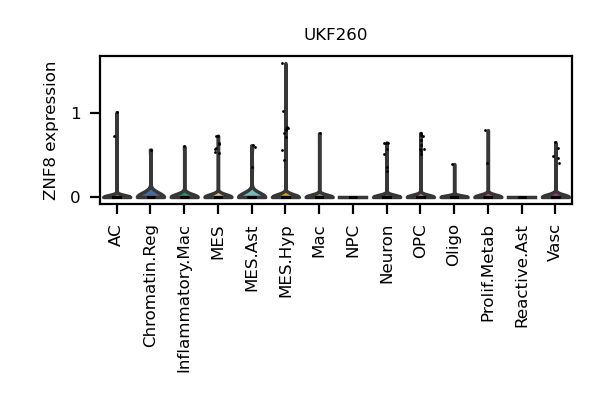 UKF260
ZNF8 expression
1
0
AC
Chromatin.Reg
Inflammatory.Mac
MES
MES.Ast
MES.Hyp
Mac
NPC
Neuron
OPC
Oligo
Prolif.Metab
Reactive.Ast
Vasc